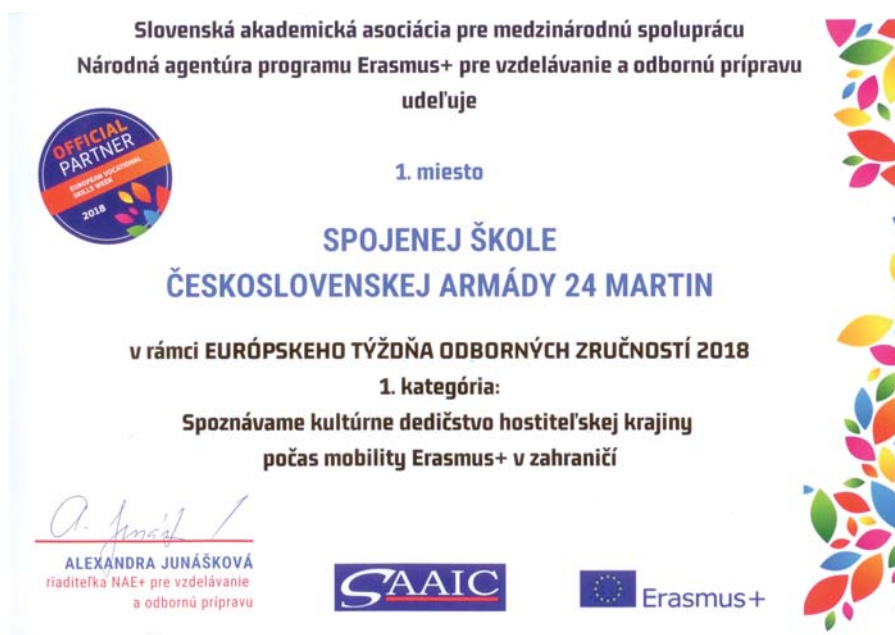 Slovenská akademická asociácia pre medzinárodnú spoluprácu
Národná agentúra programu Erasmus+ pre vzdelávanie a odbornú prípravu
udeľuje
OFFICIAL
PARTNER
EUROPEAN VOCATIONAL
SKILLS WEEK
2018
1. miesto
SPOJENEJ ŠKOLE
ČESKOSLOVENSKEJ ARMÁDY 24 MARTIN
v rámci EURÓPSKEHO TÝŽDŇA ODBORNÝCH ZRUČNOSTÍ 2018
1. kategória:
Spoznávame kultúrne dedičstvo hostiteľskej krajiny
počas mobility Erasmus+ v zahraničí
ALEXANDRA JUNÁŠKOVÁ
riaditeľka NAE+ pre vzdelávanie
a odbornú prípravu
SAAIC
Erasmus+